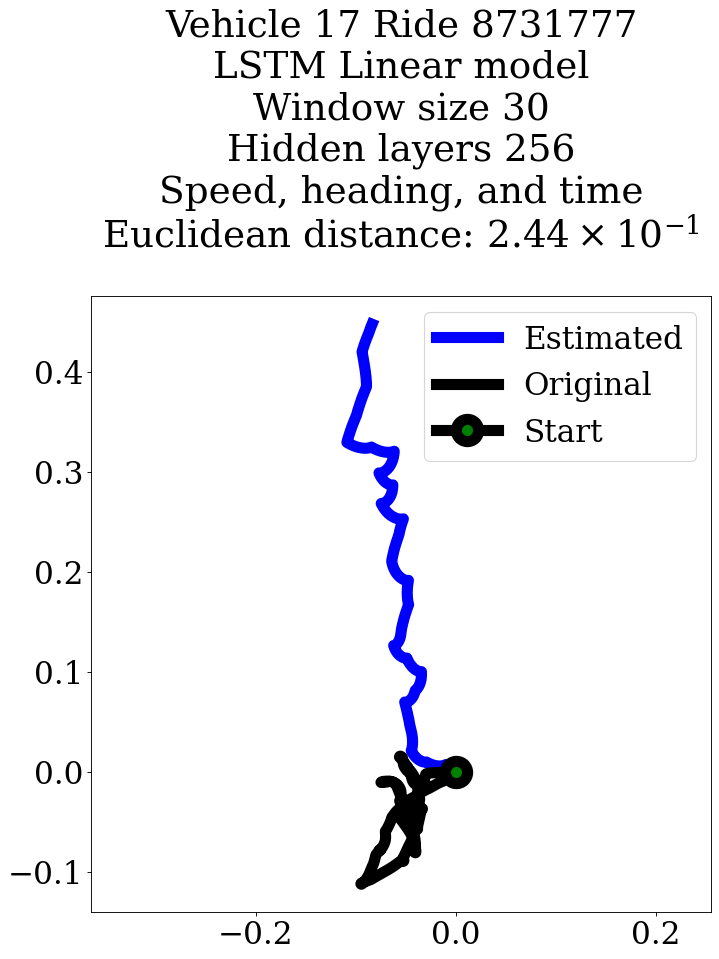 Vehicle 17 Ride 8731777
LSTM Linear model
Window size 30
Hidden layers 256
Speed, heading, and time
Euclidean distance: 2.44 × 10⁻¹
Estimated
Original
Start
0.4
0.3
0.2
0.1
0.0
−0.1
−0.2 0.0 0.2